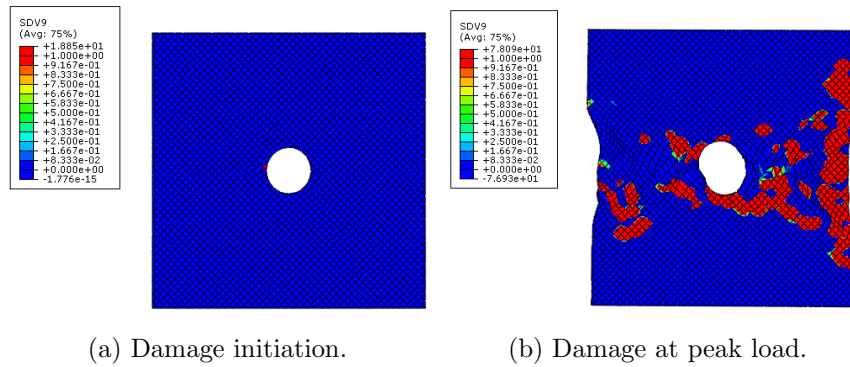 SDV9
(Avg: 75%)
+1.885e+01
+1.000e+00
+9.167e-01
+8.333e-01
+7.500e-01
+6.667e-01
+5.833e-01
+5.000e-01
+4.167e-01
+3.333e-01
+2.500e-01
+1.667e-01
+8.333e-02
+0.000e+00
-1.776e-15
(a) Damage initiation.
SDV9
(Avg: 75%)
+7.809e+01
+1.000e+00
+9.167e-01
+8.333e-01
+7.500e-01
+6.667e-01
+5.833e-01
+5.000e-01
+4.167e-01
+3.333e-01
+2.500e-01
+1.667e-01
+8.333e-02
+0.000e+00
-7.693e+01
(b) Damage at peak load.